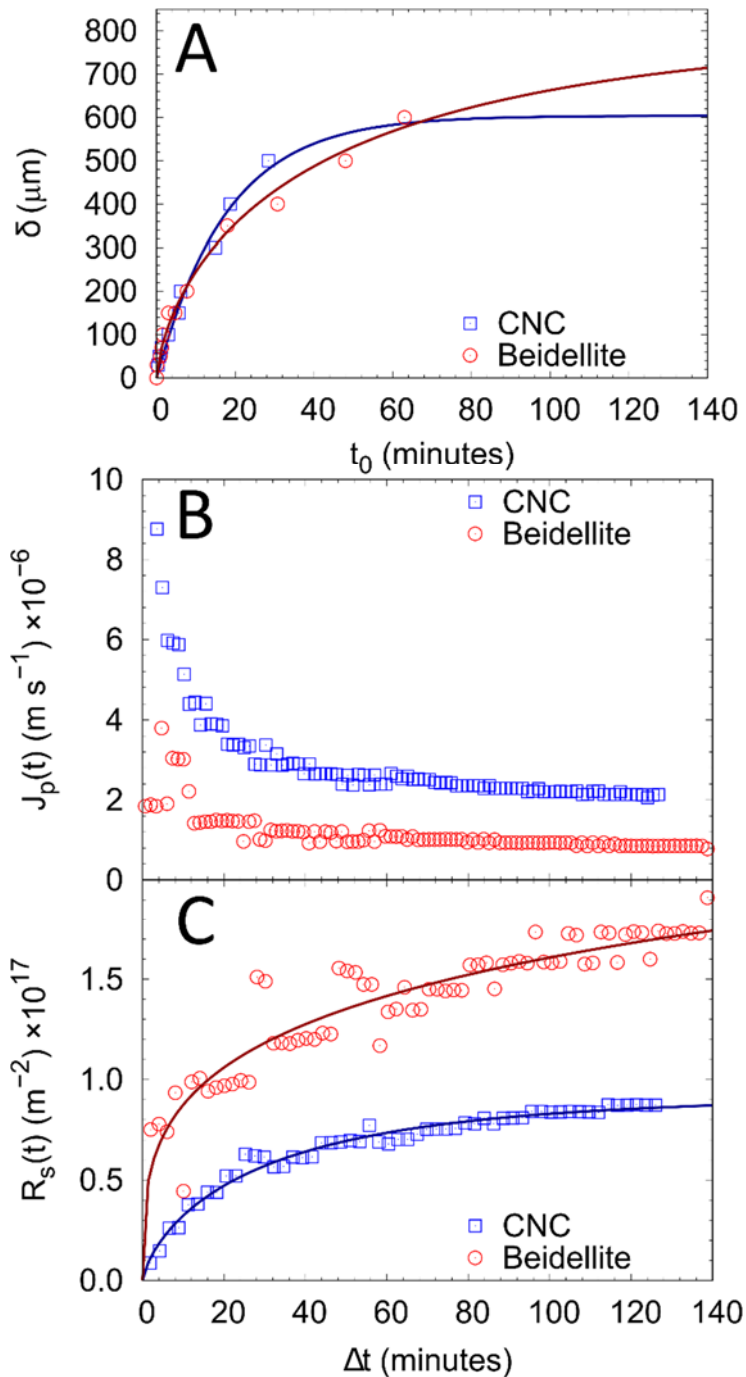 A
800
700
600
500
400
300
200
100
0
δ (μm)
CNC
Beidellite
0 20 40 60 80 100 120 140
t₀ (minutes)
B
10
8
6
4
2
0
Jₚ(t) (m s⁻¹) ×10⁻⁶
CNC
Beidellite
C
1.5
1.0
0.5
0.0
Rₛ(t) (m⁻²) ×10¹⁷
CNC
Beidellite
0 20 40 60 80 100 120 140
Δt (minutes)